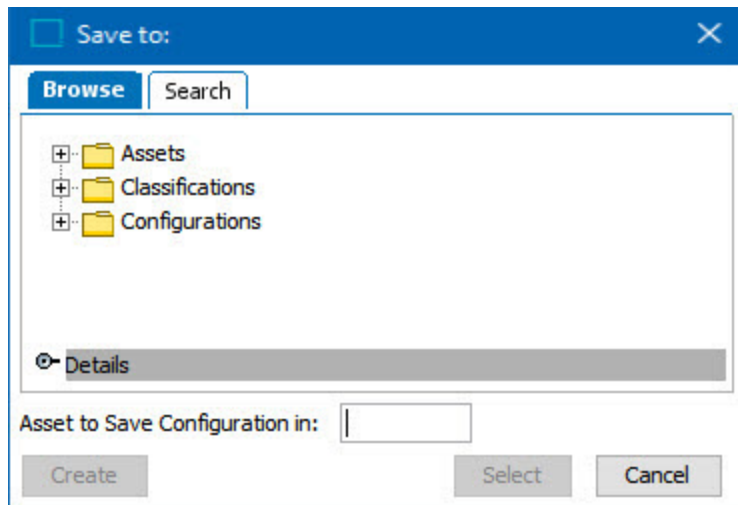 Save to:
Browse Search
Assets
Classifications
Configurations
Details
Asset to Save Configuration in:
Create Select Cancel